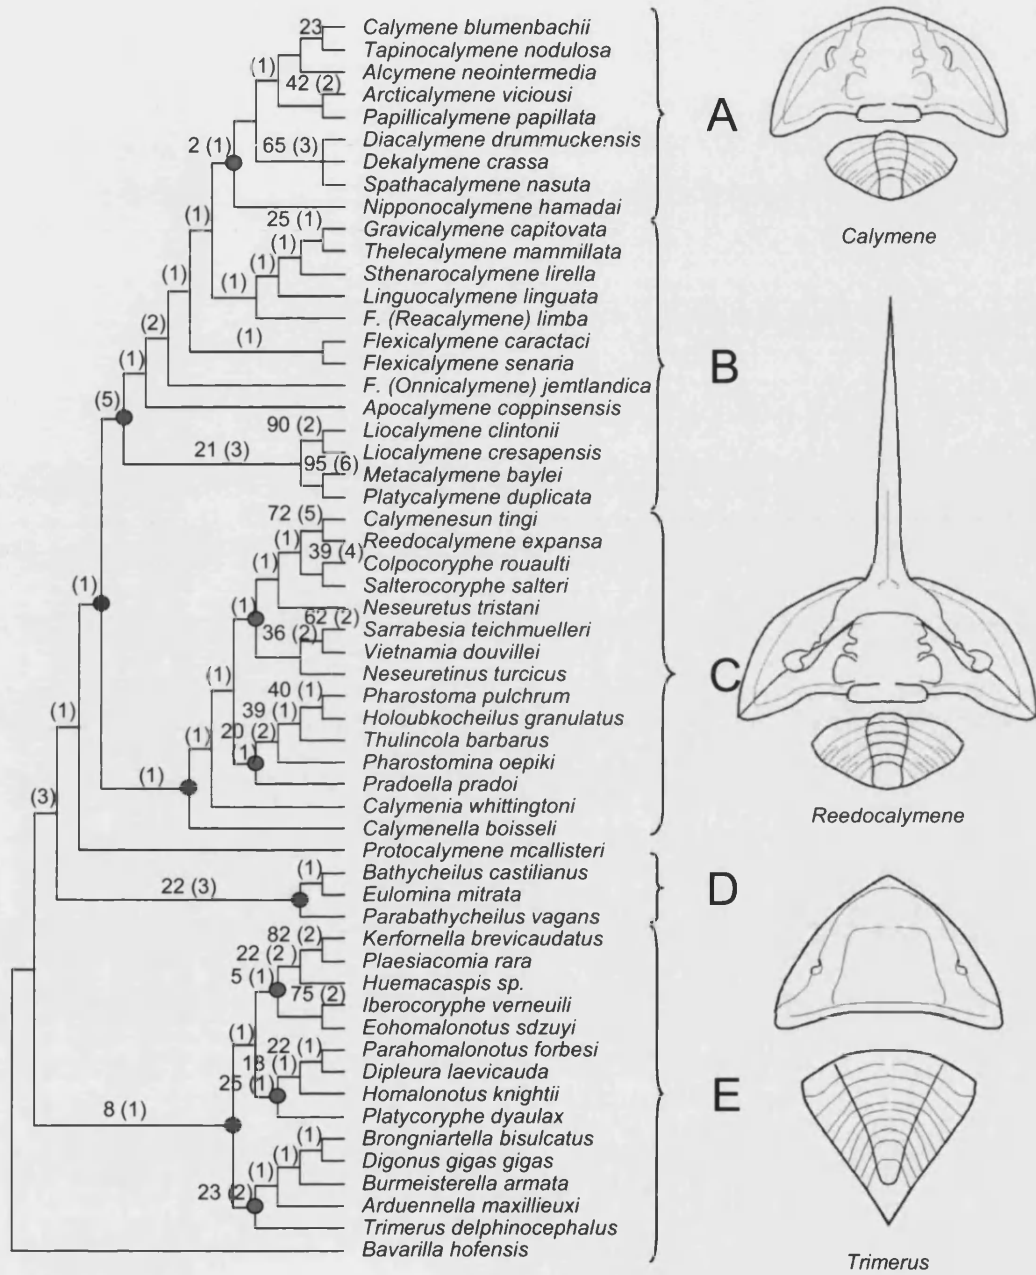 23
Calymene blumenbachii
Tapinocalymene nodulosa
(1)
Alcymene neointermedia
42 (2)
Arcticalymene viciousi
Papillicalymene papillata
A
2 (1)
65 (3)
Diacalymene drummuckensis
Dekalymene crassa
Spathacalymene nasuta
Nipponocalymene hamadai
(1)
25 (1)
Gravicalymene capitovata
Calymene
(1)
Thelecalymene mammillata
(1)
(1)
Sthenarocalymene lirella
Linguocalymene linguata
F. (Reacalymene) limba
(2)
(1)
Flexicalymene caractaci
Flexicalymene senaria
B
(1)
F. (Onnicalymene) jemtlandica
(5)
Apocalymene coppinsensis
90 (2)
Liocalymene clintonii
21 (3)
Liocalymene cresapensis
95 (6)
Metacalymene baylei
Platycalymene duplicata
72 (5)
Calymenesun tingi
(1)
Reedocalymene expansa
39 (4)
Colpocoryphe rouaulti
(1)
Salterocoryphe salteri
(1)
(1)
Neseuretus tristani
62 (2)
36 (2)
Sarrabesia teichmuelleri
Vietnamia douvillei
Neseuretinus turcicus
C
40 (1)
Pharostoma pulchrum
39
(1)
Holoubkocheilus granulatus
(1)
20
(2)
(1)
Thulincola barbarus
(1)
Pharostomina oepiki
(1)
Pradoella pradoi
(3)
Calymenia whittingtoni
Reedocalymene
Calymenella boisseli
Protocalymene mcallisteri
(1)
Bathycheilus castilianus
22 (3)
Eulomina mitrata
D
Parabathycheilus vagans
82 (2)
Kerfornella brevicaudatus
22 (2)
Plaesiacomia rara
5 (1)
Huemacaspis sp.
75 (2)
Iberocoryphe verneuili
(1)
Eohomalonotus sdzuyi
22 (1)
Parahomalonotus forbesi
18 (1)
Dipleura laevicauda
25 (1)
Homalonotus knightii
E
8 (1)
Platycoryphe dyaulax
(1)
Brongniartella bisulcatus
(1)
Digonus gigas gigas
(1)
Burmeisterella armata
23 (2)
Arduennella maxillieuxi
Trimerus delphinocephalus
Bavarilla hofensis
Trimerus